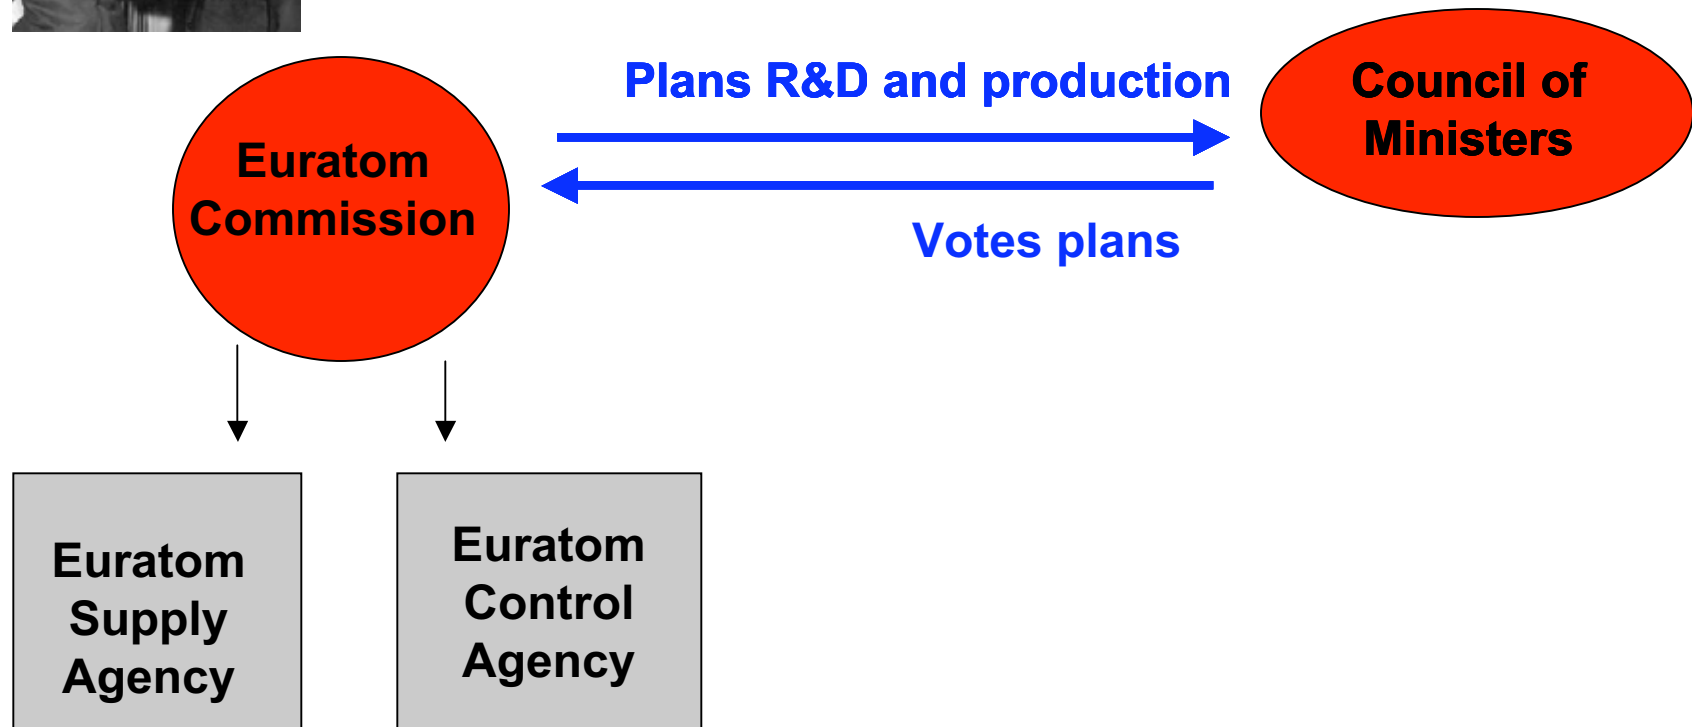 Plans R&D and production
Council of
Ministers
Euratom
Commission
Votes plans
Euratom
Supply
Agency
Euratom
Control
Agency